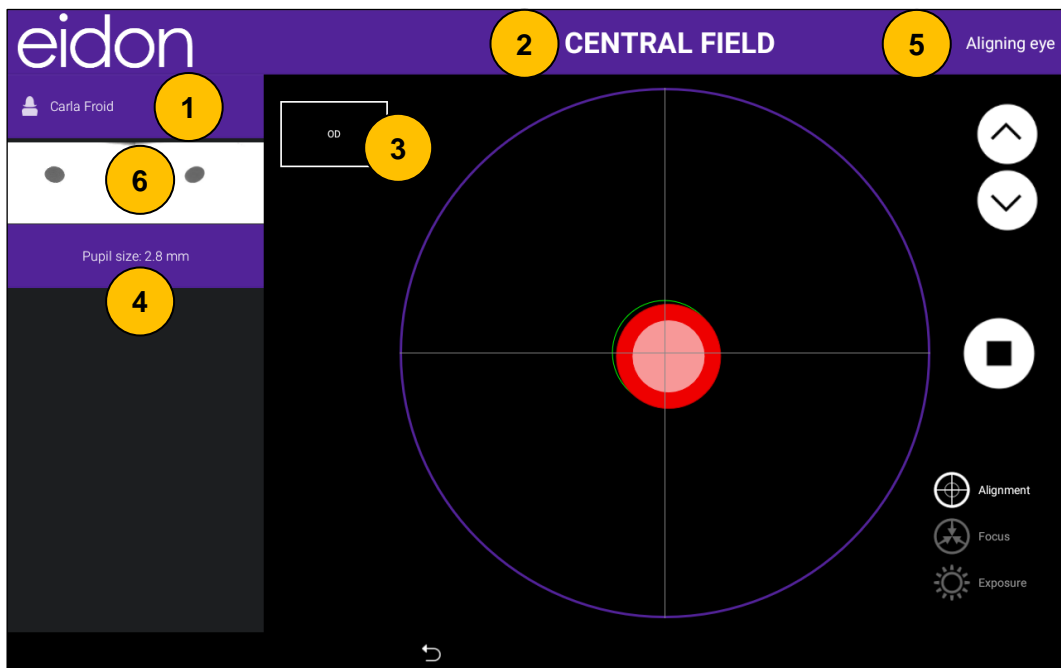 eidon
2 CENTRAL FIELD
5 Aligning eye
Carla Froid 1
OD
3
6
Pupil size: 2.8 mm
4
Alignment
Focus
Exposure